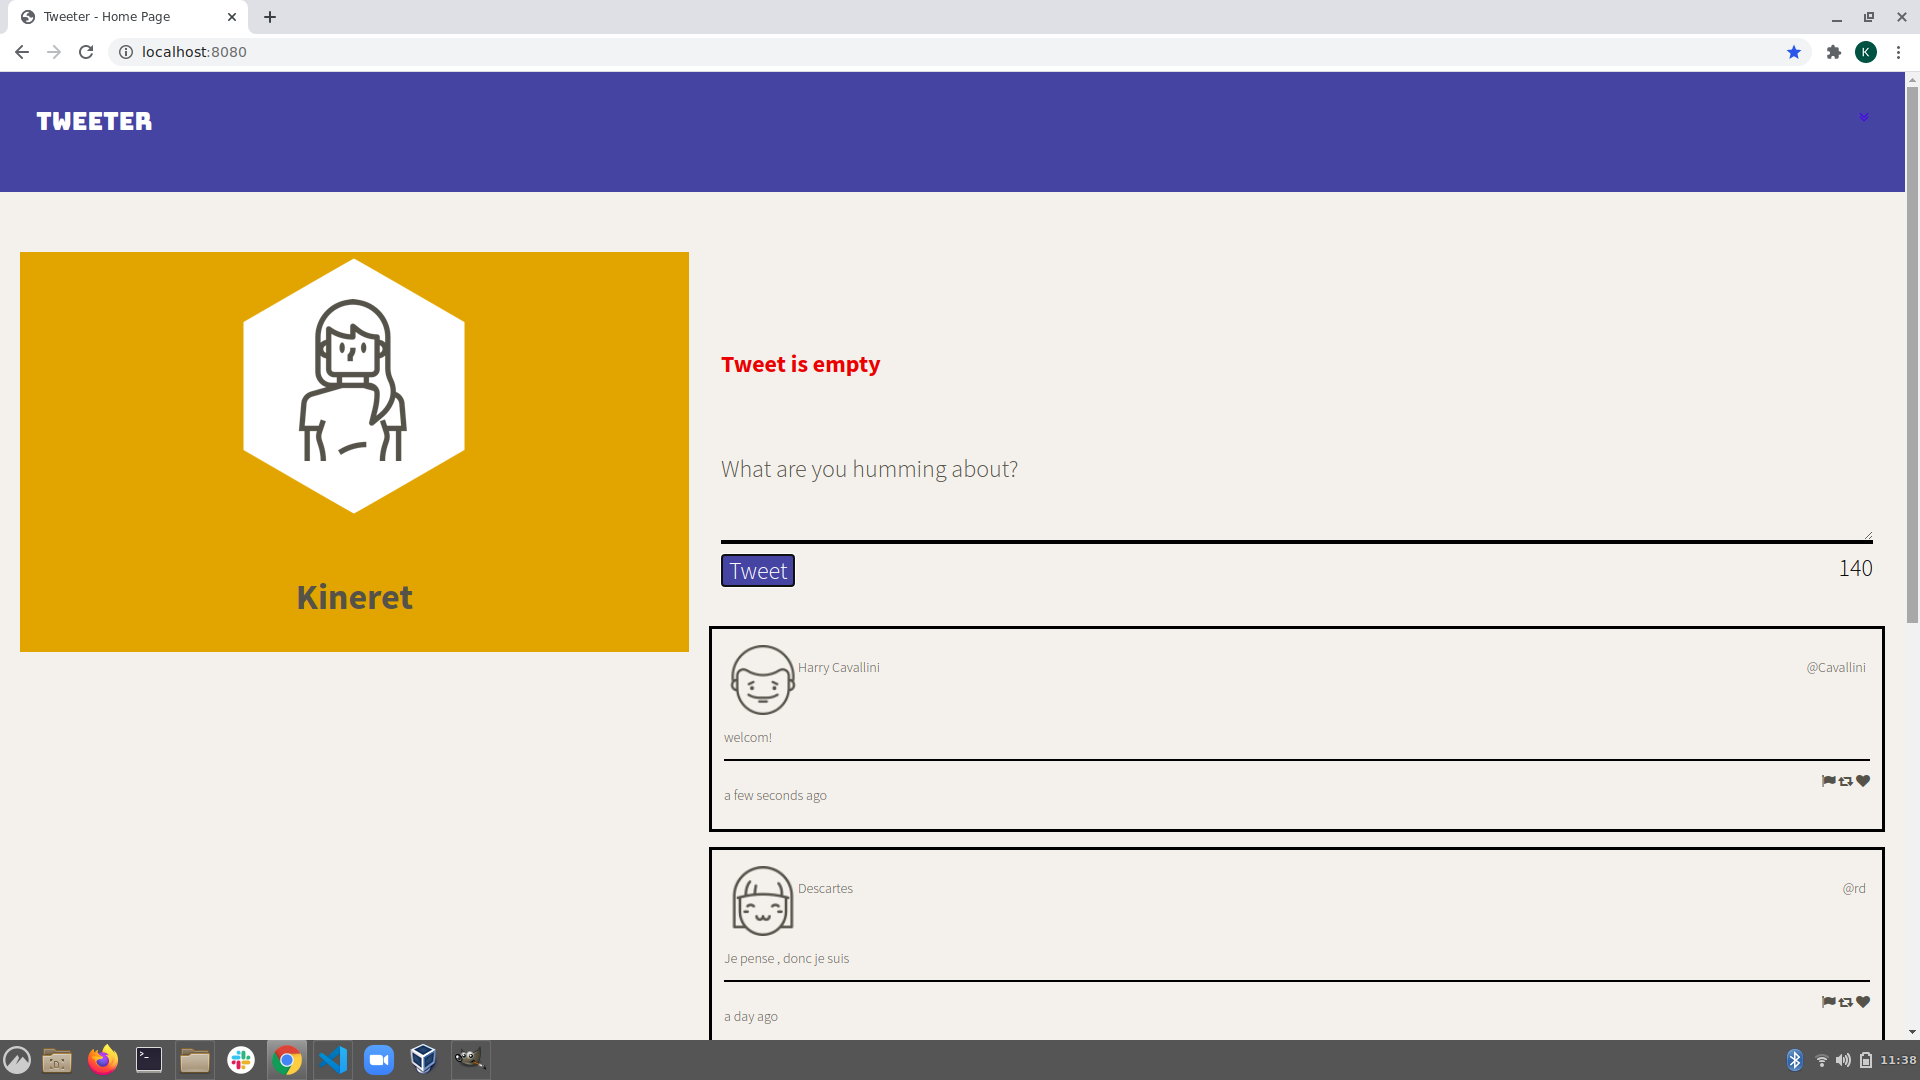 Tweeter - Home Page
localhost:8080
K
TWEETER
Kineret
Tweet is empty
What are you humming about?
Tweet
140
Harry Cavallini
@Cavallini
welcom!
a few seconds ago
Descartes
@rd
Je pense , donc je suis
a day ago
11:38